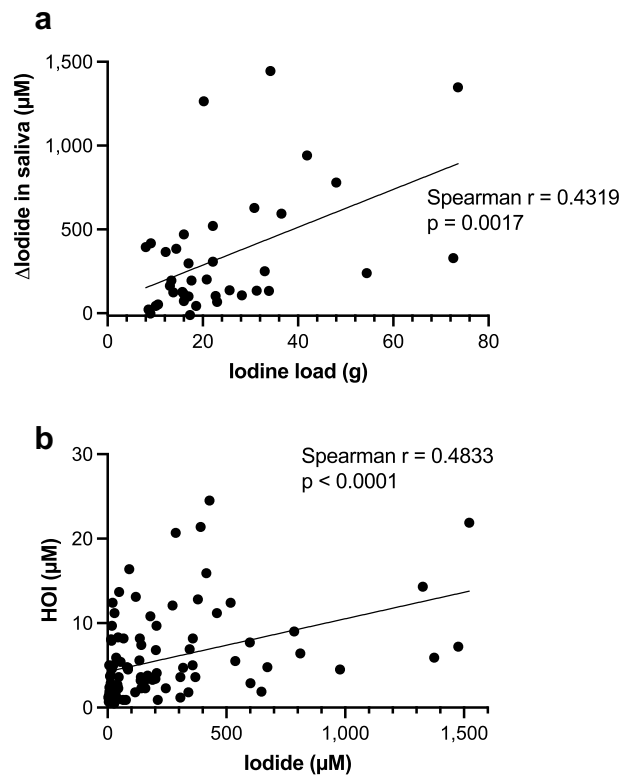 a
ΔIodide in saliva (µM)
1,500
1,000
500
0
Spearman r = 0.4319
p = 0.0017
0 20 40 60 80
Iodine load (g)
b
HOI (µM)
30
20
10
0
Spearman r = 0.4833
p < 0.0001
0 500 1,000 1,500
Iodide (µM)